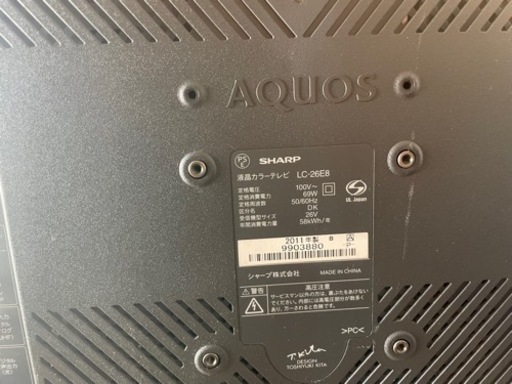 AQUOS
PS E SHARP
液晶カラーテレビ LC-26E8
定格電圧 100V～
定格消費電力 69W
定格周波数 50/60Hz
区分名 DK
受信機型サイズ 26V
年間消費電力量 58kWh/年
UL Japan
2011年製 B
9903880
シャープ株式会社 MADE IN CHINA
警告
高圧注意
サービスマン以外の方は、裏ぶたをあけないで
ください。内部には高電圧部分が数多くあり、
万一、さわると危険です。
>PC<
DESIGN
TOSHIYUKI KITA